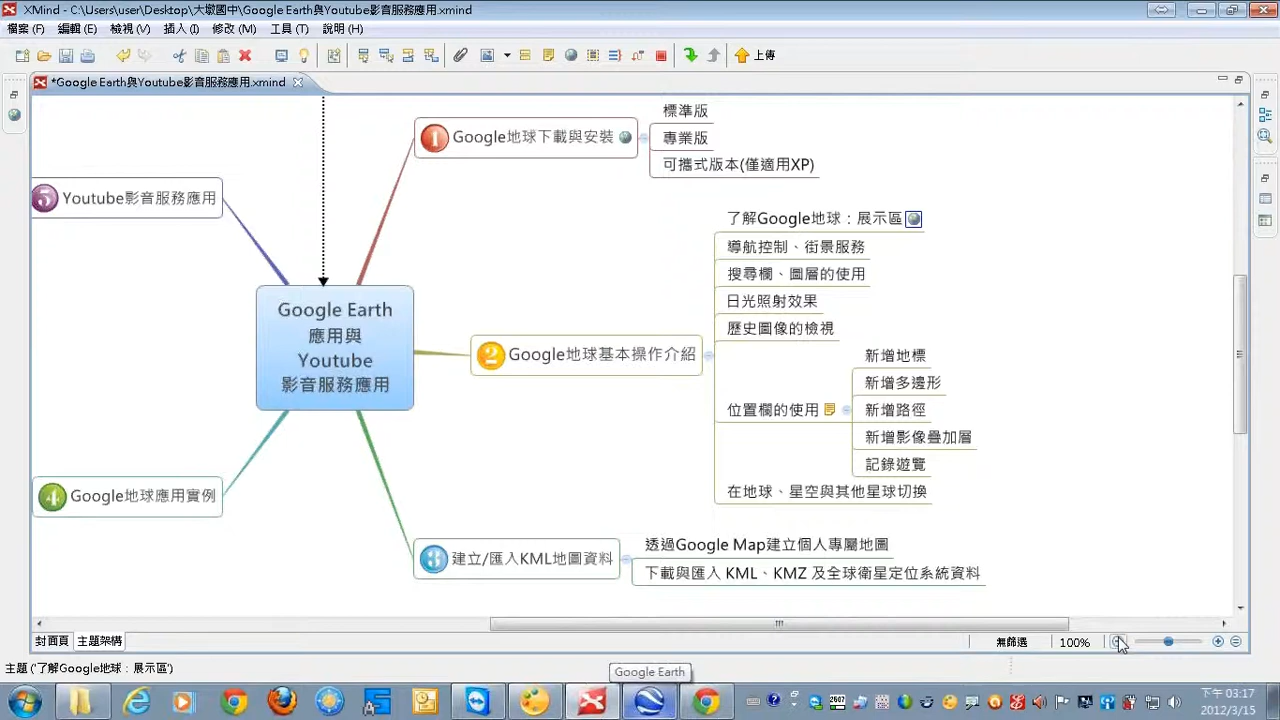 XMind - C:\Users\user\Desktop\大墩國中\Google Earth與Youtube影音服務應用.xmind
檔案 (F) 編輯 (E) 檢視 (V) 插入 (I) 修改 (M) 工具 (T) 說明 (H)
上傳
*Google Earth與Youtube影音服務應用.xmind
標準版
1 Google地球下載與安裝
專業版
可攜式版本(僅適用XP)
5 Youtube影音服務應用
了解Google地球：展示區
導航控制、街景服務
搜尋欄、圖層的使用
日光照射效果
歷史圖像的檢視
Google Earth
應用與
Youtube
影音服務應用
2 Google地球基本操作介紹
新增地標
新增多邊形
位置欄的使用
新增路徑
新增影像疊加層
記錄遊覽
在地球、星空與其他星球切換
4 Google地球應用實例
3 建立/匯入KML地圖資料
透過Google Map建立個人專屬地圖
下載與匯入 KML、KMZ 及全球衛星定位系統資料
封面頁 主題架構
無篩選 100%
主題 ('了解Google地球：展示區')
Google Earth
下午 03:17
2012/3/15